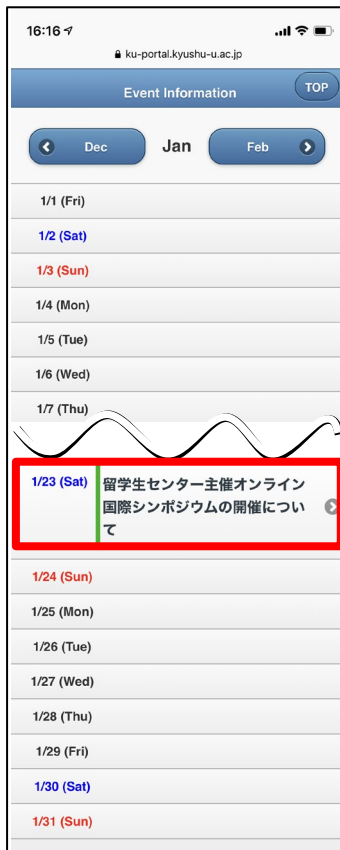 16:16
ku-portal.kyushu-u.ac.jp
Event Information
TOP
Dec
Jan
Feb
1/1 (Fri)
1/2 (Sat)
1/3 (Sun)
1/4 (Mon)
1/5 (Tue)
1/6 (Wed)
1/7 (Thu)
1/23 (Sat)
留学生センター主催オンライン
国際シンポジウムの開催につい
て
1/24 (Sun)
1/25 (Mon)
1/26 (Tue)
1/27 (Wed)
1/28 (Thu)
1/29 (Fri)
1/30 (Sat)
1/31 (Sun)